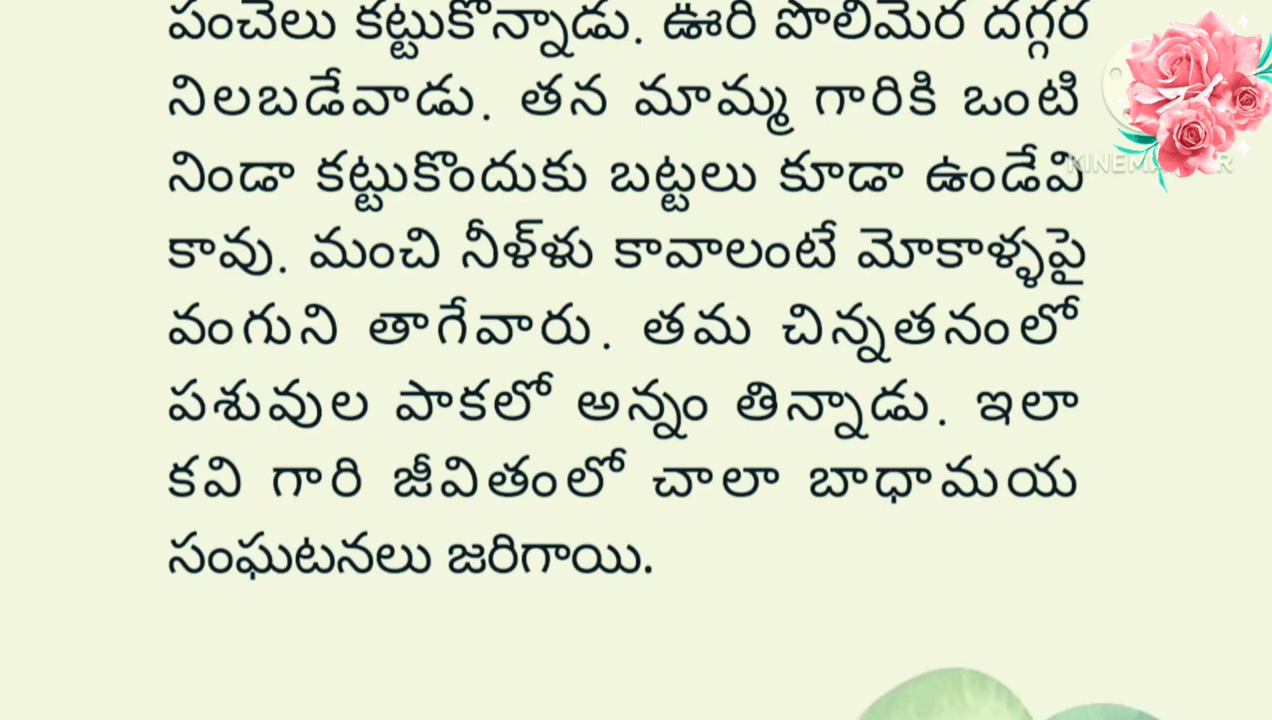 పంచెలు కట్టుకొన్నాడు. ఊరి పొలిమెర దగ్గర
నిలబడేవాడు. తన మామ్మ గారికి ఒంటి
నిండా కట్టుకొందుకు బట్టలు కూడా ఉండేవి
కావు. మంచి నీళ్ళు కావాలంటే మోకాళ్ళపై
వంగుని తాగేవారు. తమ చిన్నతనంలో
పశువుల పాకలో అన్నం తిన్నాడు. ఇలా
కవి గారి జీవితంలో చాలా బాధామయ
సంఘటనలు జరిగాయి.